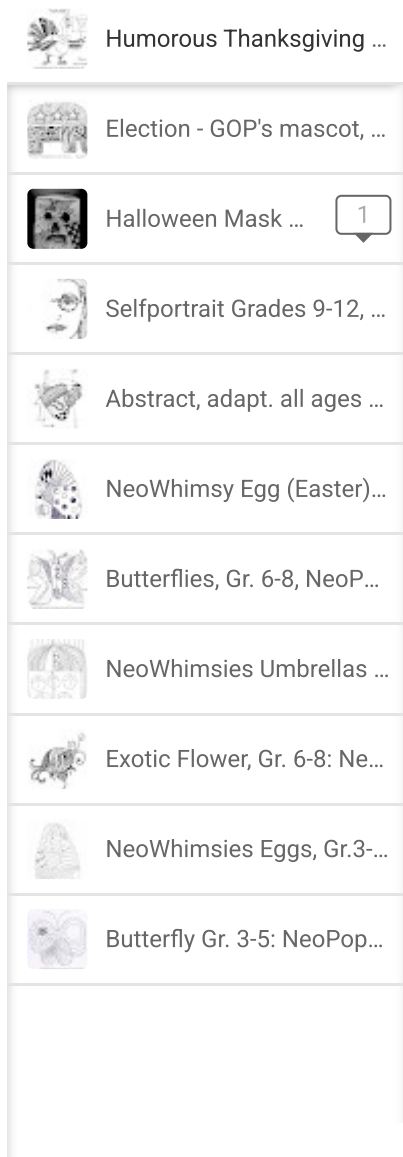 Humorous Thanksgiving ...
Election - GOP's mascot, ...
Halloween Mask ...
1
Selfportrait Grades 9-12, ...
Abstract, adapt. all ages ...
NeoWhimsy Egg (Easter)...
Butterflies, Gr. 6-8, NeoP...
NeoWhimsies Umbrellas ...
Exotic Flower, Gr. 6-8: Ne...
NeoWhimsies Eggs, Gr.3-...
Butterfly Gr. 3-5: NeoPop...